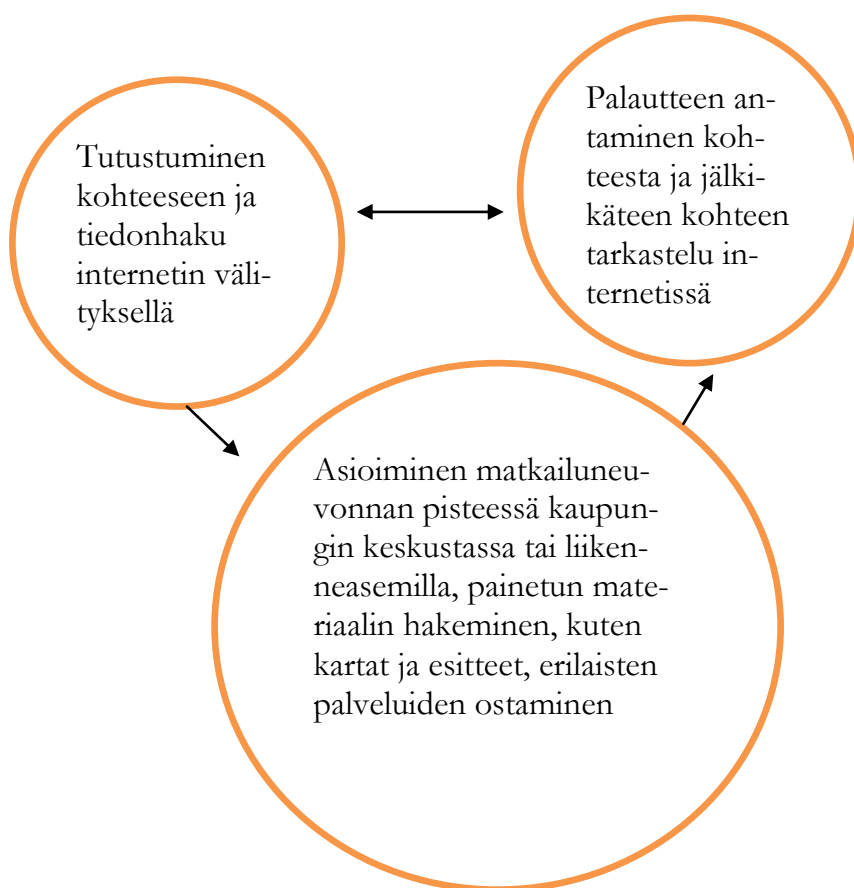 Tutustuminen
kohteeseen ja
tiedonhaku
internetin väli-
tyksellä
Palautteen an-
taminen koh-
teesta ja jälki-
käteen kohteen
tarkastelu in-
ternetissä
Asioiminen matkailuneu-
vonnan pisteessä kaupun-
gin keskustassa tai liiken-
neasemilla, painetun mate-
riaalin hakeminen, kuten
kartat ja esitteet, erilaisten
palveluiden ostaminen